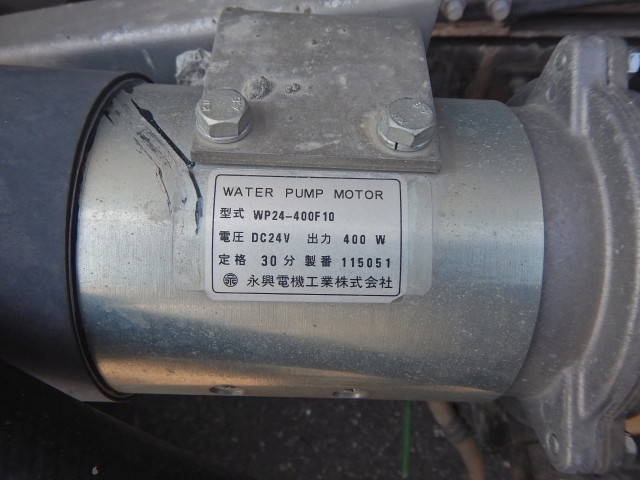 WATER PUMP MOTOR
型式 WP24-400F10
電圧 DC24V 出力 400 W
定格 30分 製番 115051
永興電機工業株式会社